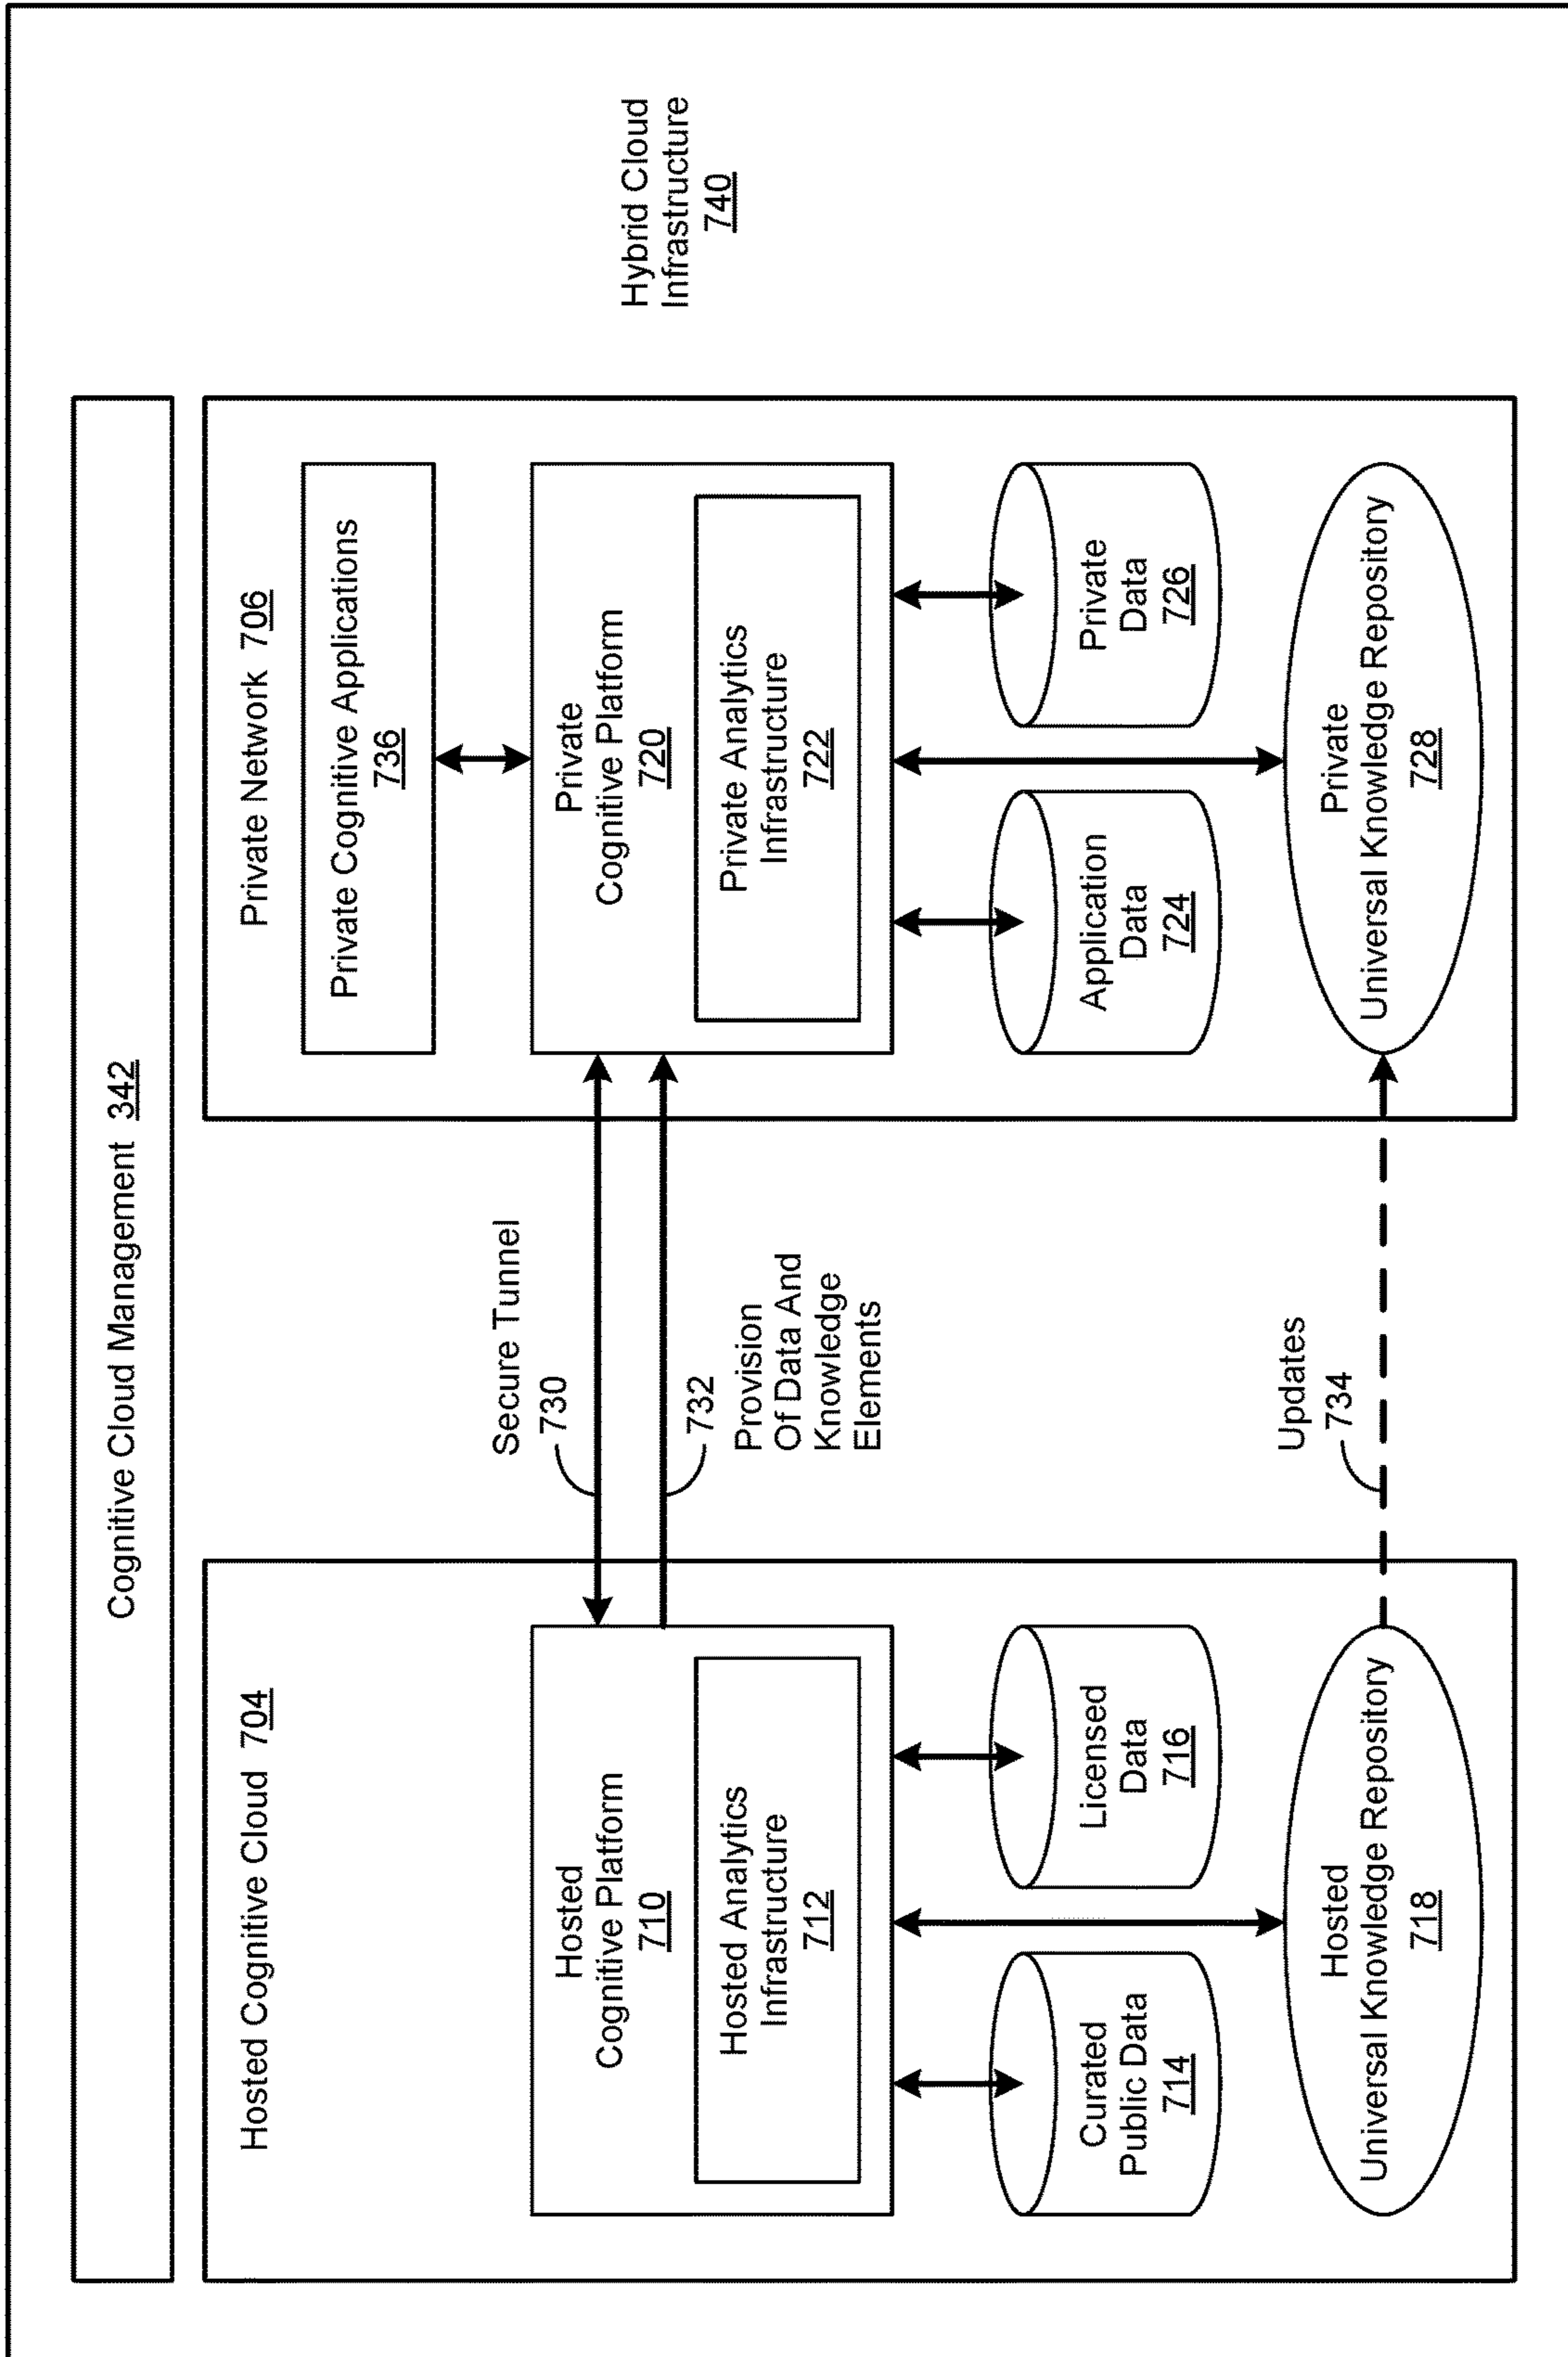 Cognitive Cloud Management 342
Hosted Cognitive Cloud 704
Hosted
Cognitive Platform
710
Hosted Analytics
Infrastructure
712
Curated
Public Data
714
Licensed
Data
716
Hosted
Universal Knowledge Repository
718
Secure Tunnel
730
732
Provision
Of Data And
Knowledge
Elements
Updates
734
Private Network 706
Private Cognitive Applications
736
Private
Cognitive Platform
720
Private Analytics
Infrastructure
722
Application
Data
724
Private
Data
726
Private
Universal Knowledge Repository
728
Hybrid Cloud
Infrastructure
740